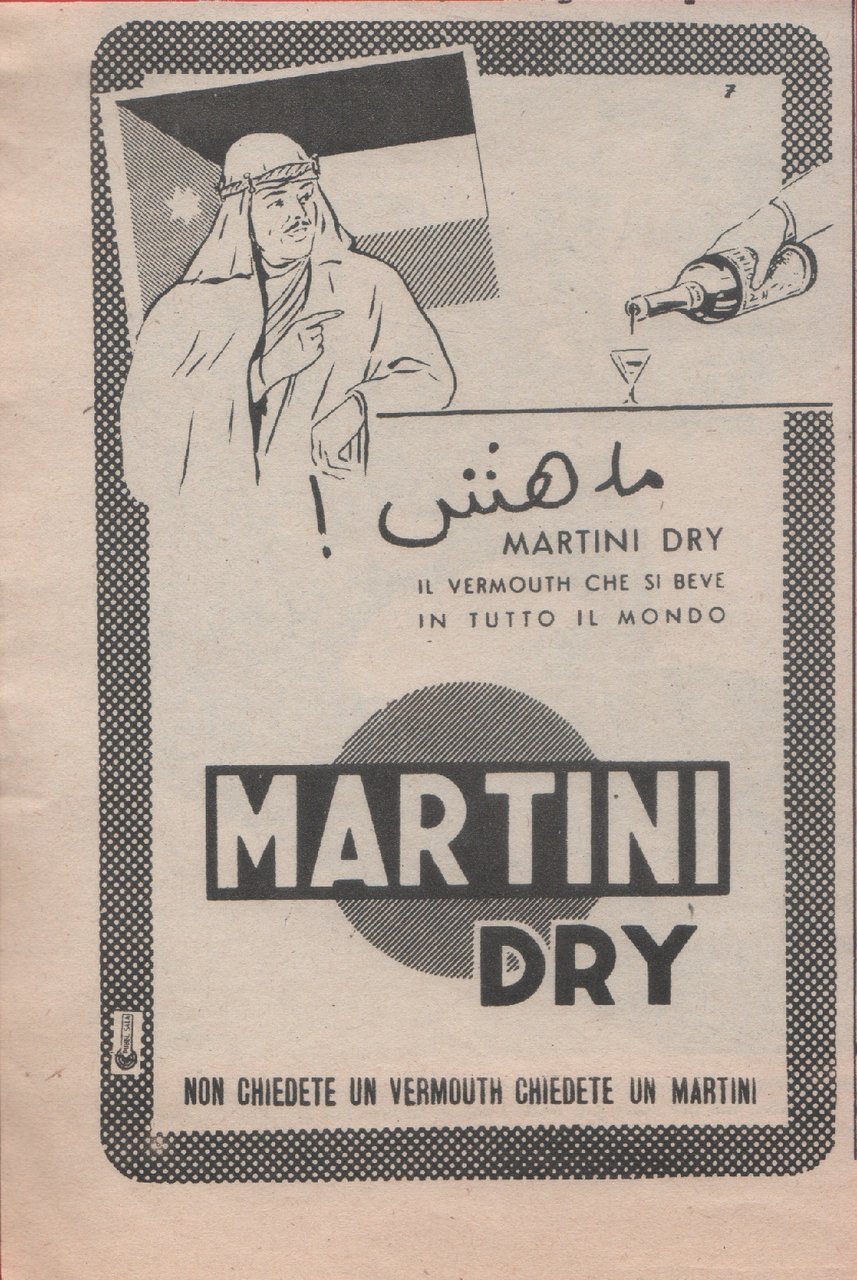 7
مدهش !
MARTINI DRY
IL VERMOUTH CHE SI BEVE
IN TUTTO IL MONDO
MARTINI
DRY
NON CHIEDETE UN VERMOUTH CHIEDETE UN MARTINI